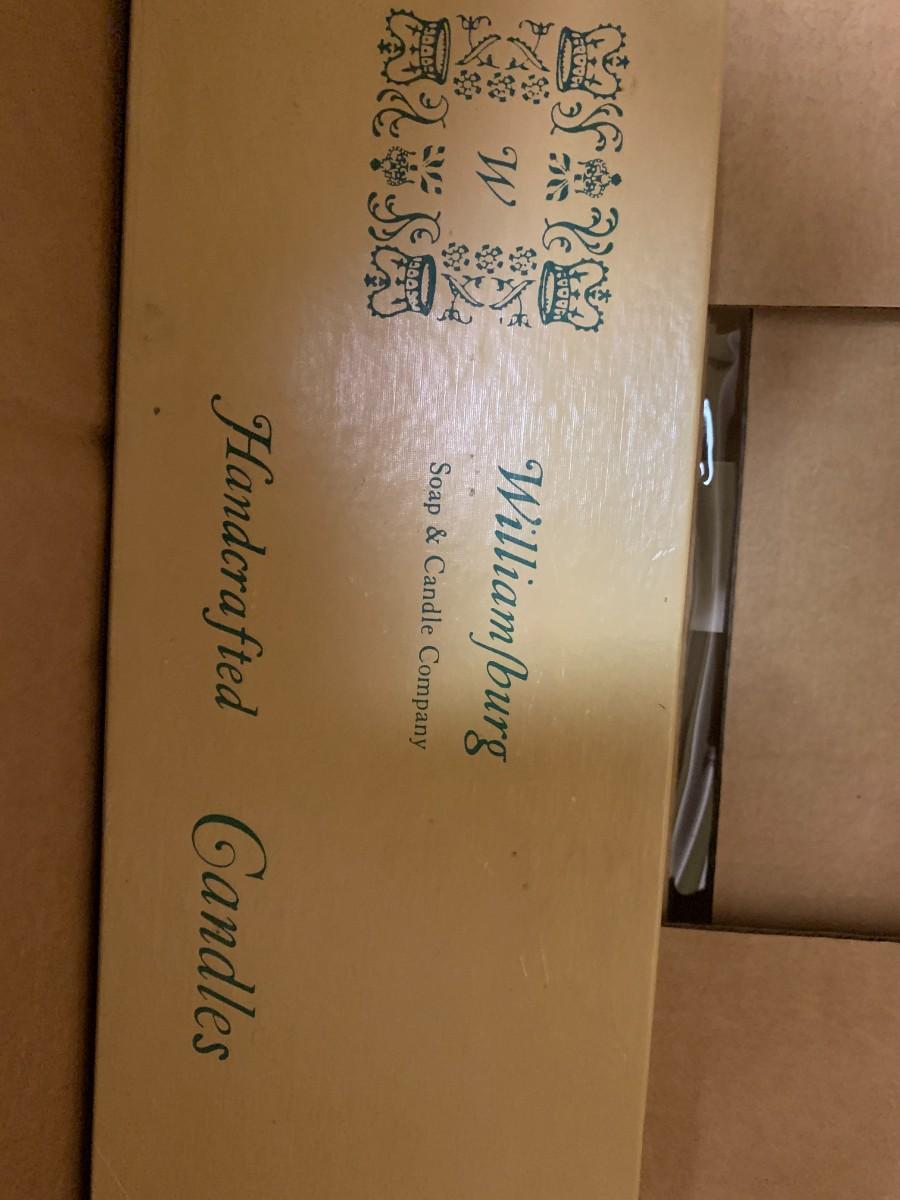 W
Williamſburg
Soap & Candle Company
Handcrafted Candles